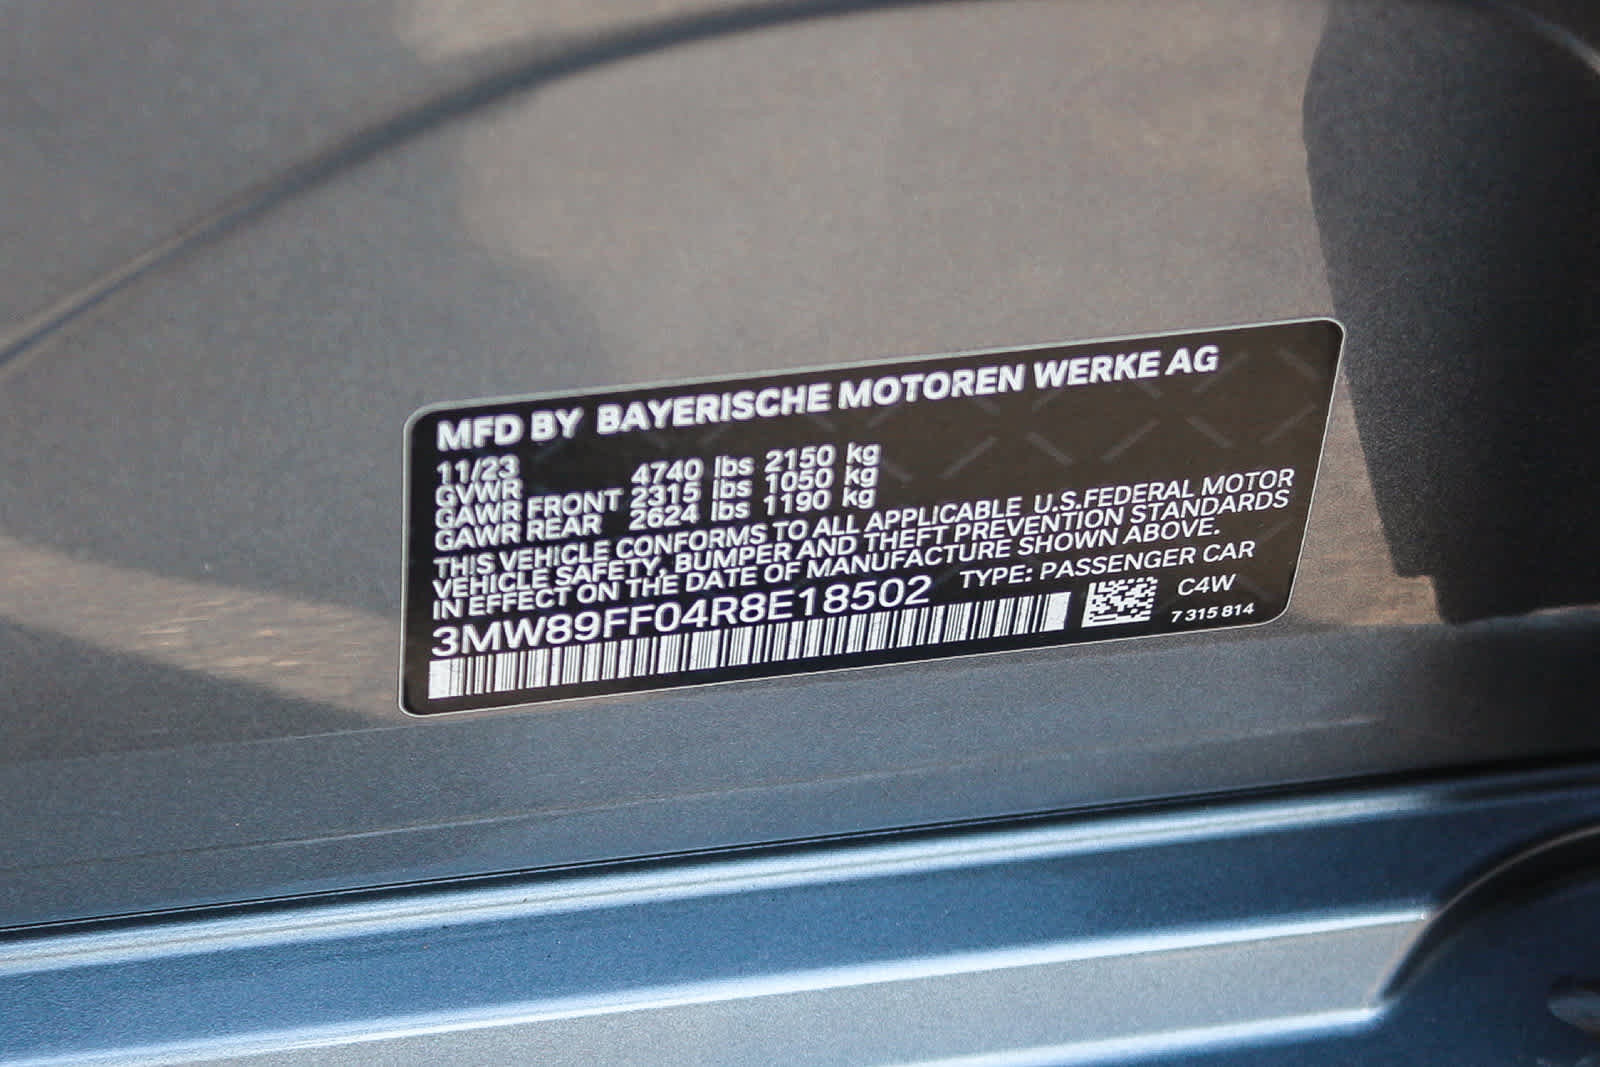 MFD BY BAYERISCHE MOTOREN WERKE AG
11/23
GVWR 4740 lbs 2150 kg
GAWR FRONT 2315 lbs 1050 kg
GAWR REAR 2624 lbs 1190 kg
THIS VEHICLE CONFORMS TO ALL APPLICABLE U.S.FEDERAL MOTOR
VEHICLE SAFETY, BUMPER AND THEFT PREVENTION STANDARDS
IN EFFECT ON THE DATE OF MANUFACTURE SHOWN ABOVE.
3MW89FF04R8E18502 TYPE: PASSENGER CAR
C4W
7 315 814